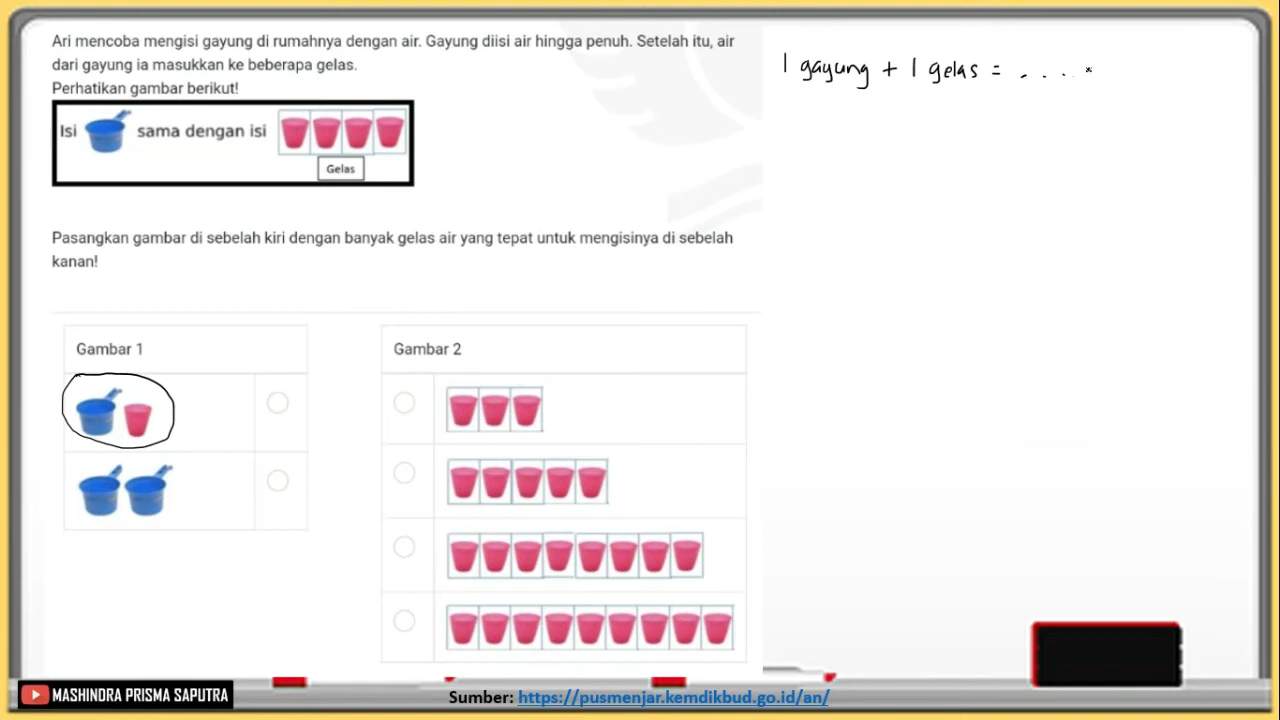 Ari mencoba mengisi gayung di rumahnya dengan air. Gayung diisi air hingga penuh. Setelah itu, air
dari gayung ia masukkan ke beberapa gelas.
Perhatikan gambar berikut!
Isi sama dengan isi
Gelas
Pasangkan gambar di sebelah kiri dengan banyak gelas air yang tepat untuk mengisinya di sebelah
kanan!
Gambar 1
Gambar 2
1 gayung + 1 gelas = . . . .
MASHINDRA PRISMA SAPUTRA
Sumber: https://pusmenjar.kemdikbud.go.id/an/